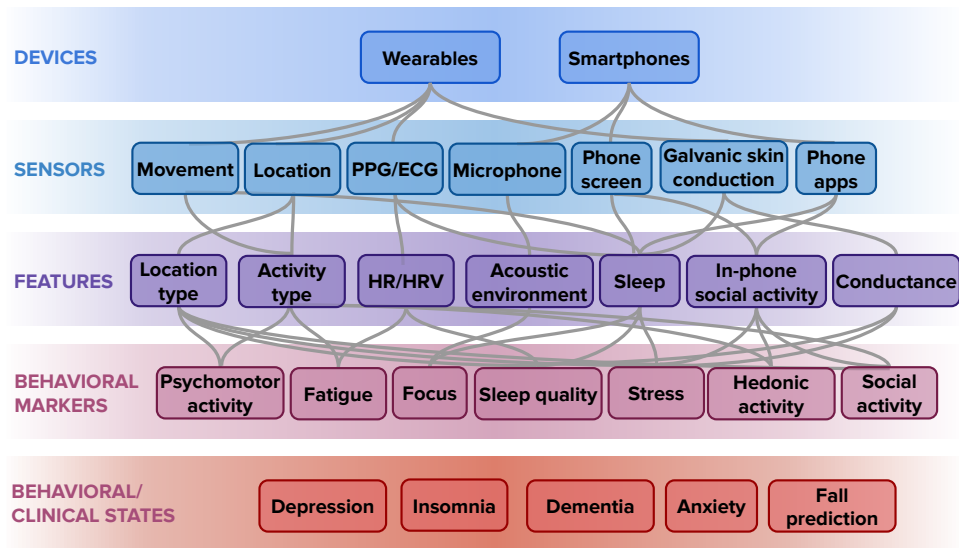 DEVICES
Wearables
Smartphones
SENSORS
Movement
Location
PPG/ECG
Microphone
Phone
screen
Galvanic skin
conduction
Phone
apps
FEATURES
Location
type
Activity
type
HR/HRV
Acoustic
environment
Sleep
In-phone
social activity
Conductance
BEHAVIORAL
MARKERS
Psychomotor
activity
Fatigue
Focus
Sleep quality
Stress
Hedonic
activity
Social
activity
BEHAVIORAL/
CLINICAL STATES
Depression
Insomnia
Dementia
Anxiety
Fall
prediction